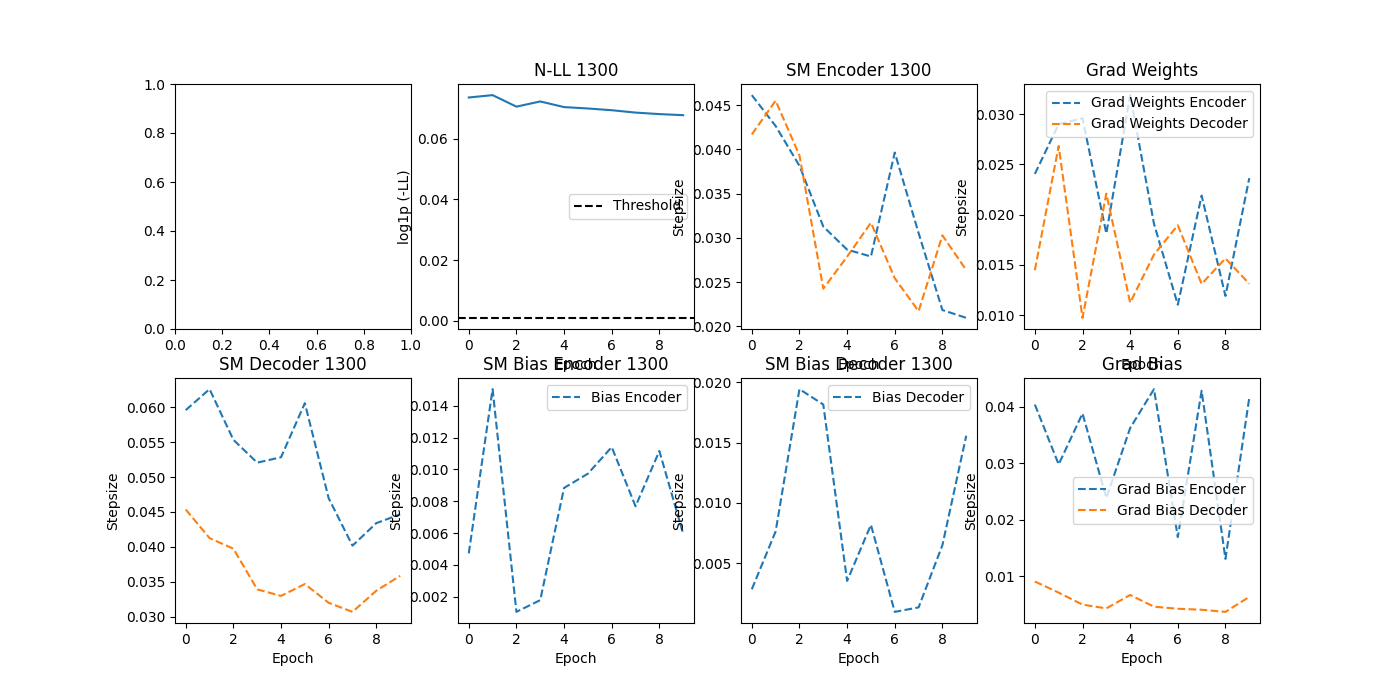 N-LL 1300
SM Encoder 1300
Grad Weights
1.0
0.8
0.6
0.4
0.2
0.0
0.0 0.2 0.4 0.6 0.8 1.0
log1p (-LL)
0.06
0.04
0.02
0.00
Threshold
0 2 4 6 8
Epoch
Stepsize
0.045
0.040
0.035
0.030
0.025
0.020
0 2 4 6 8
Epoch
Stepsize
0.030
0.025
0.020
0.015
0.010
Grad Weights Encoder
Grad Weights Decoder
0 2 4 6 8
Epoch
SM Decoder 1300
SM Bias Encoder 1300
SM Bias Decoder 1300
Grad Bias
Stepsize
0.060
0.055
0.050
0.045
0.040
0.035
0.030
0 2 4 6 8
Epoch
Stepsize
0.014
0.012
0.010
0.008
0.006
0.004
0.002
Bias Encoder
0 2 4 6 8
Epoch
Stepsize
0.020
0.015
0.010
0.005
Bias Decoder
0 2 4 6 8
Epoch
Stepsize
0.04
0.03
0.02
0.01
Grad Bias Encoder
Grad Bias Decoder
0 2 4 6 8
Epoch